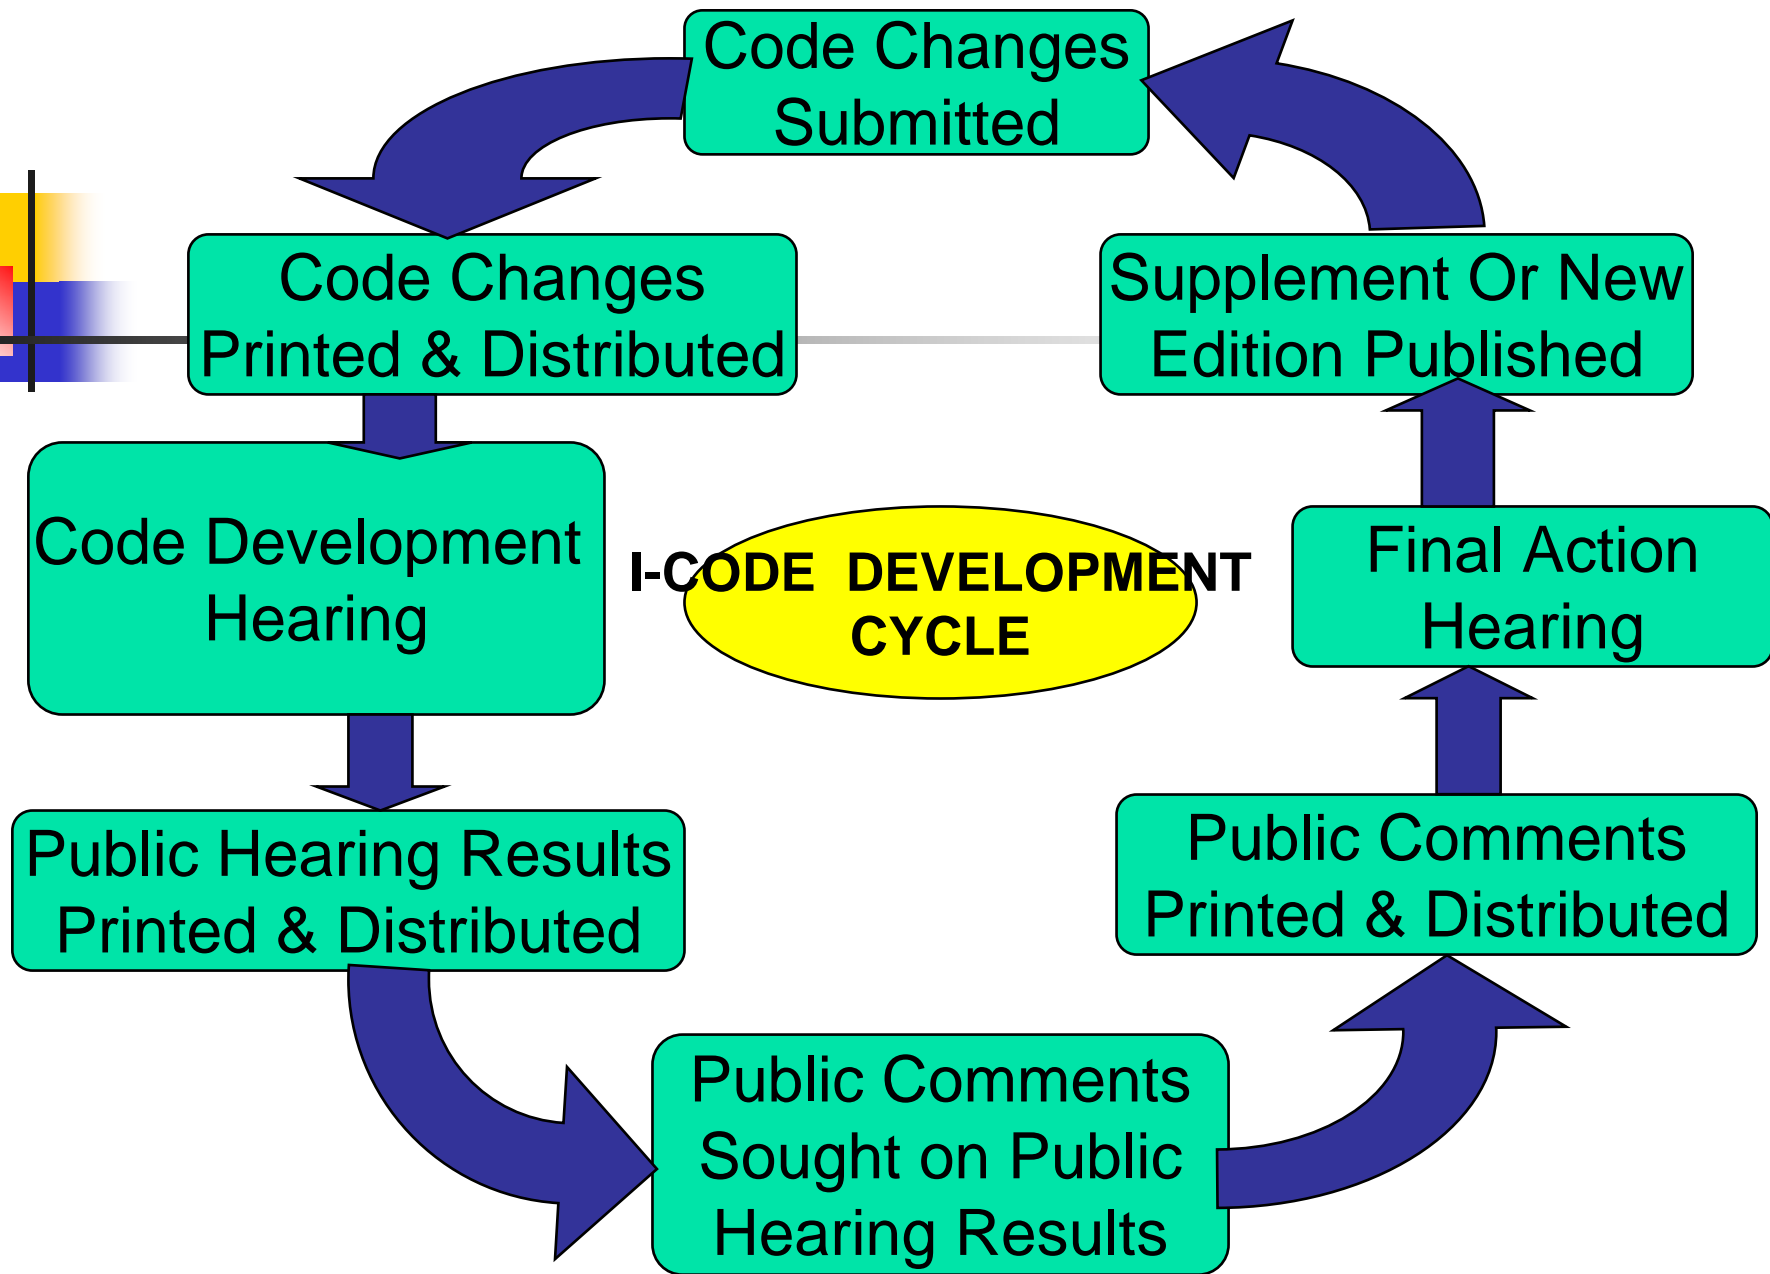 Code Changes
Submitted
Code Changes
Printed & Distributed
Supplement Or New
Edition Published
Code Development
Hearing
I-CODE DEVELOPMENT
CYCLE
Final Action
Hearing
Public Hearing Results
Printed & Distributed
Public Comments
Printed & Distributed
Public Comments
Sought on Public
Hearing Results